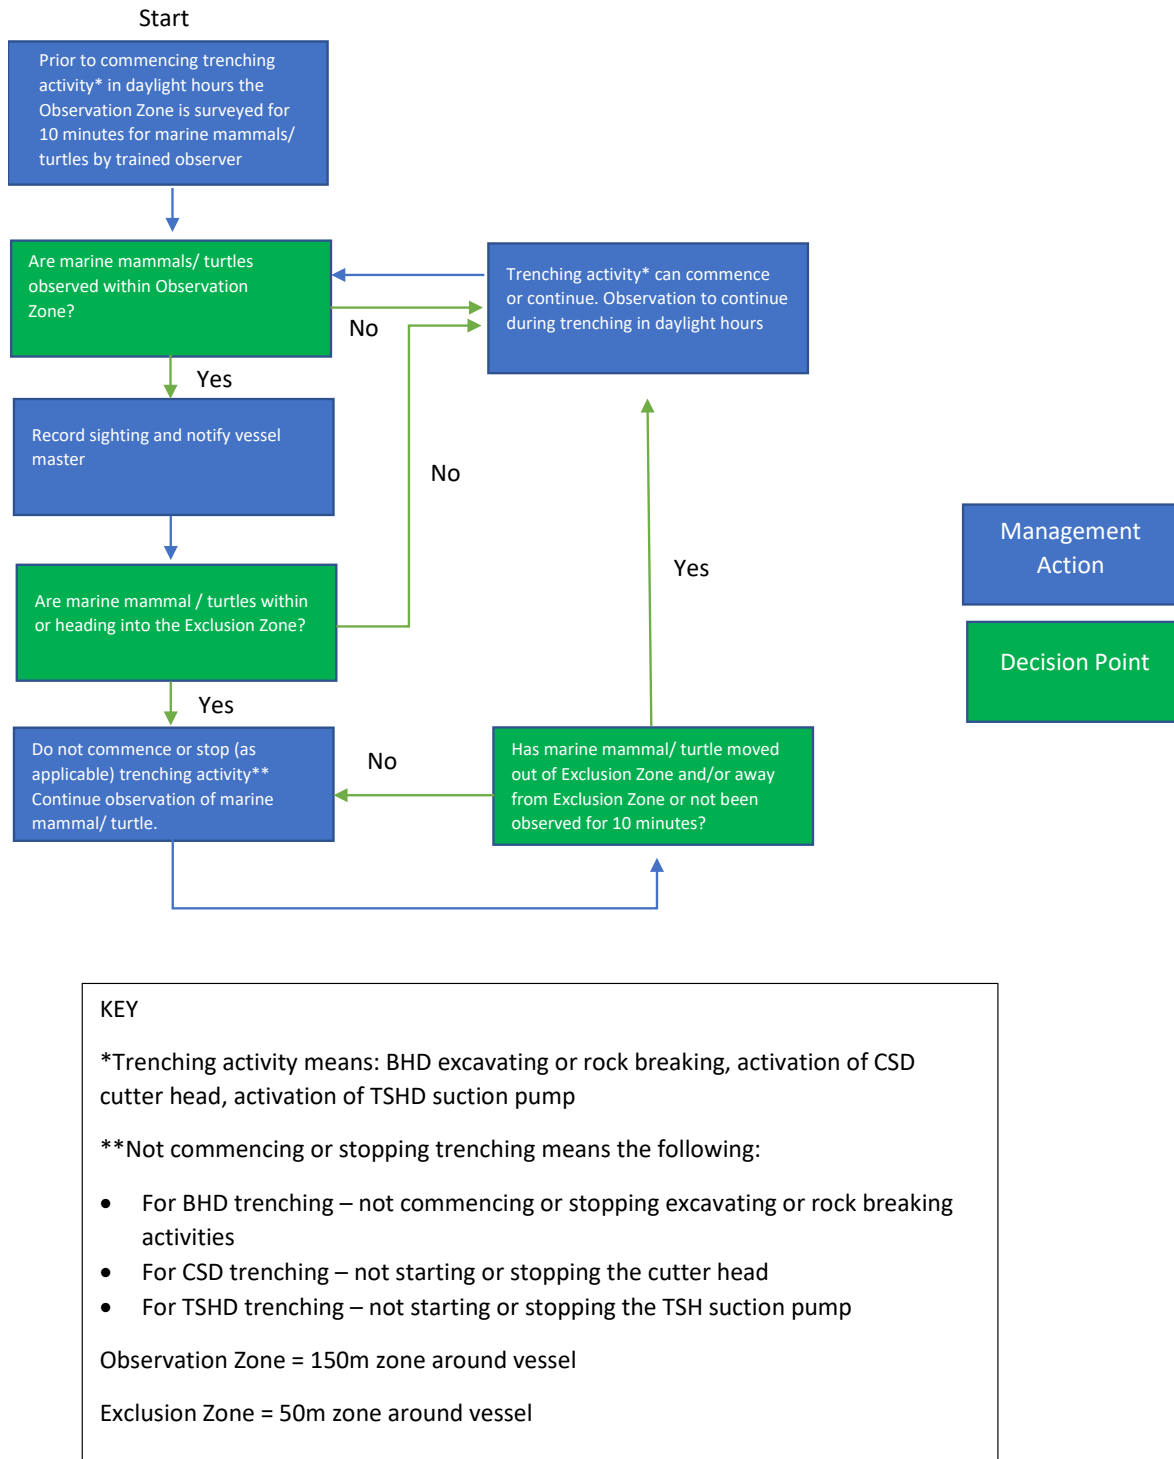 Start
Prior to commencing trenching
activity* in daylight hours the
Observation Zone is surveyed for
10 minutes for marine mammals/
turtles by trained observer
Are marine mammals/ turtles
observed within Observation
Zone?
Trenching activity* can commence
or continue. Observation to continue
during trenching in daylight hours
No
Yes
Record sighting and notify vessel
master
No
Yes
Management
Action
Are marine mammal / turtles within
or heading into the Exclusion Zone?
Decision Point
Yes
Do not commence or stop (as
applicable) trenching activity**
Continue observation of marine
mammal/ turtle.
No
Has marine mammal/ turtle moved
out of Exclusion Zone and/or away
from Exclusion Zone or not been
observed for 10 minutes?
KEY
*Trenching activity means: BHD excavating or rock breaking, activation of CSD
cutter head, activation of TSHD suction pump
**Not commencing or stopping trenching means the following:
• For BHD trenching – not commencing or stopping excavating or rock breaking
activities
• For CSD trenching – not starting or stopping the cutter head
• For TSHD trenching – not starting or stopping the TSH suction pump
Observation Zone = 150m zone around vessel
Exclusion Zone = 50m zone around vessel